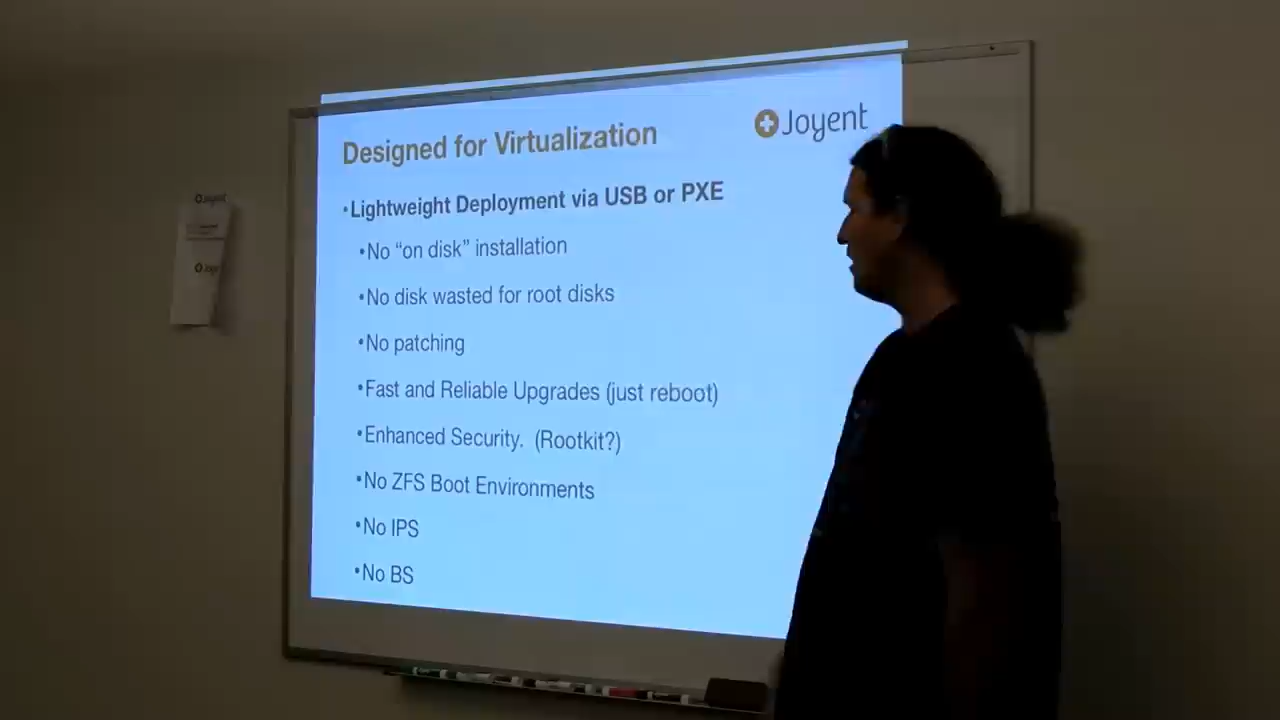 Designed for Virtualization
Joyent
•Lightweight Deployment via USB or PXE
•No “on disk” installation
•No disk wasted for root disks
•No patching
•Fast and Reliable Upgrades (just reboot)
•Enhanced Security. (Rootkit?)
•No ZFS Boot Environments
•No IPS
•No BS
Joyent